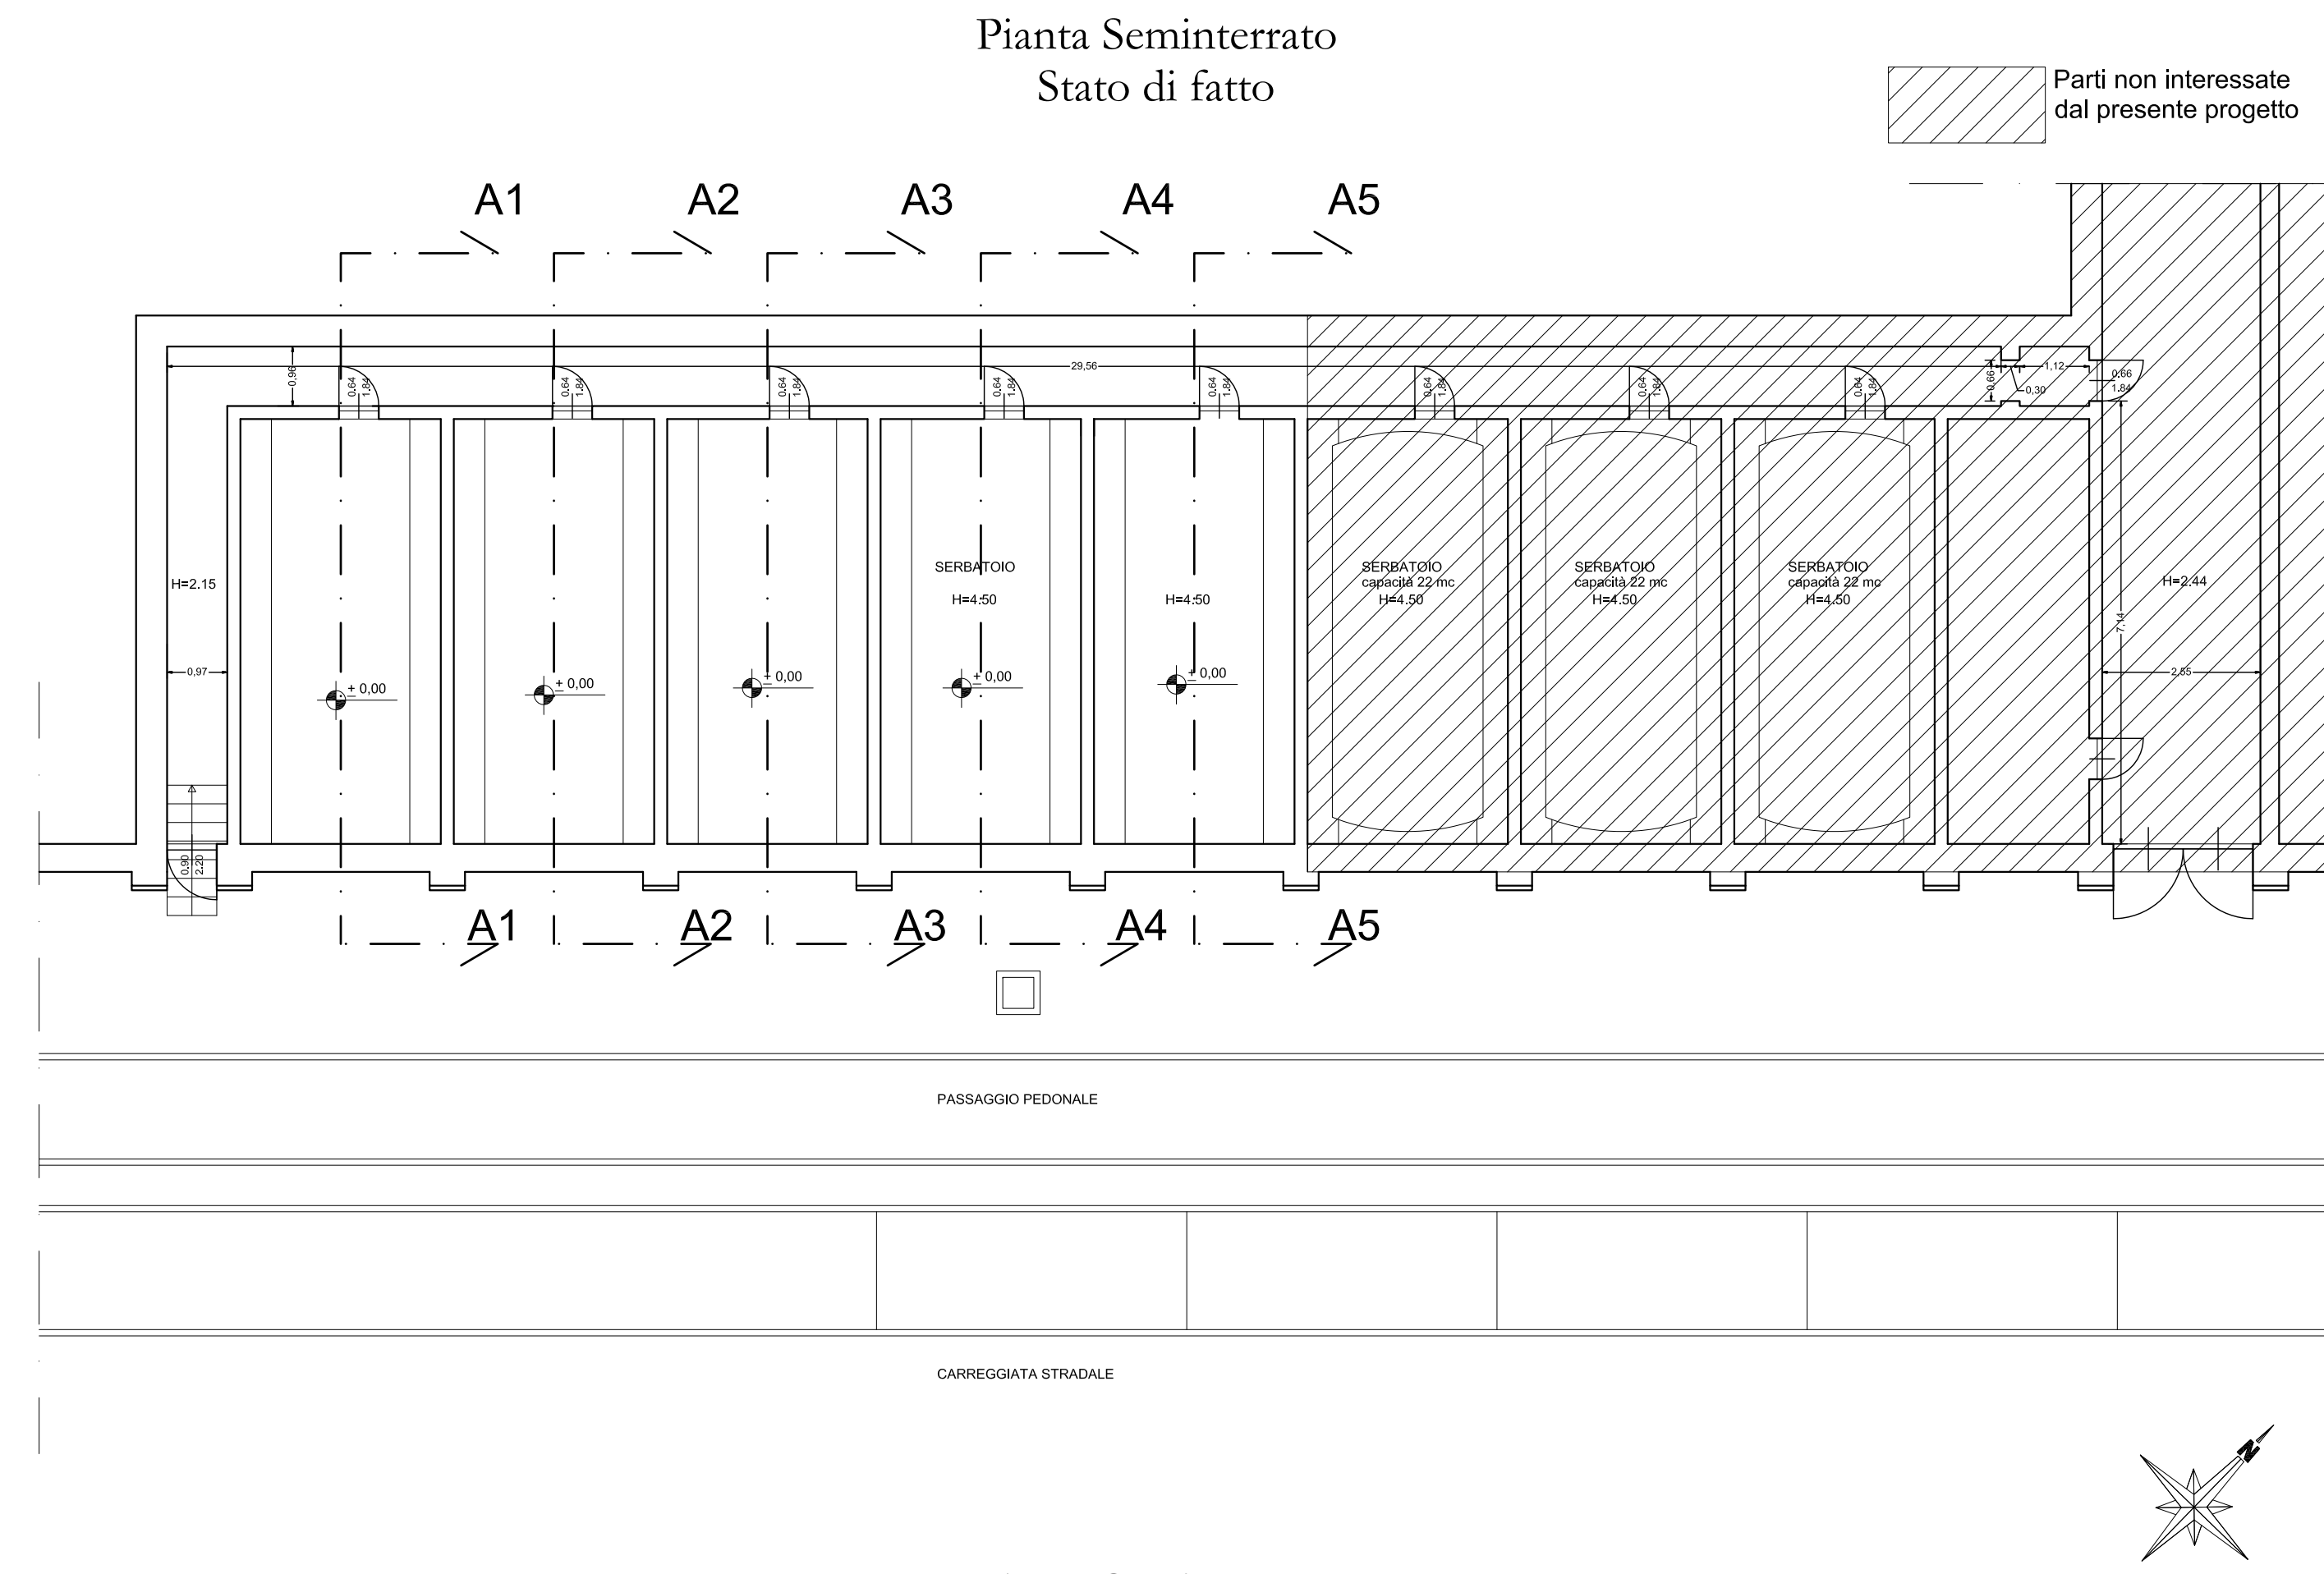 Pianta Seminterrato
Stato di fatto
Parti non interessate
dal presente progetto
A1
A2
A3
A4
A5
29,56
0,96
0.64
1.84
0.64
1.84
0.64
1.84
0.64
1.84
0.64
1.84
0.64
1.84
0.64
1.84
0.64
1.84
0,66
1,12
0,30
0.66
1.84
SERBATOIO
H=4.50
H=4.50
SERBATOIO
capacità 22 mc
H=4.50
SERBATOIO
capacità 22 mc
H=4.50
SERBATOIO
capacità 22 mc
H=4.50
H=2.15
H=2.44
7,14
0,97
2,55
+ 0,00
+ 0,00
+ 0,00
+ 0,00
+ 0,00
0.90
2.20
A1
A2
A3
A4
A5
PASSAGGIO PEDONALE
CARREGGIATA STRADALE
N